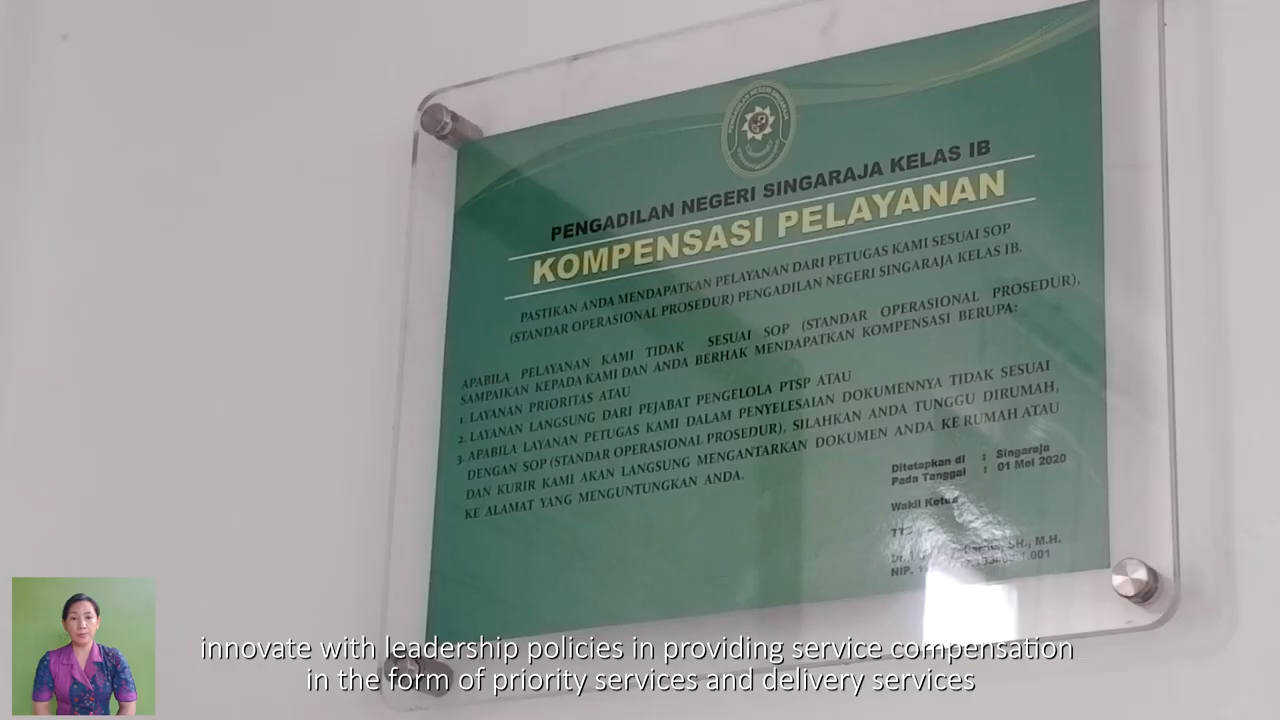 PENGADILAN NEGERI SINGARAJA KELAS IB
KOMPENSASI PELAYANAN
PASTIKAN ANDA MENDAPATKAN PELAYANAN DARI PETUGAS KAMI SESUAI SOP
(STANDAR OPERASIONAL PROSEDUR) PENGADILAN NEGERI SINGARAJA KELAS IB.
APABILA PELAYANAN KAMI TIDAK SESUAI SOP (STANDAR OPERASIONAL PROSEDUR),
SAMPAIKAN KEPADA KAMI DAN ANDA BERHAK MENDAPATKAN KOMPENSASI BERUPA:
1. LAYANAN PRIORITAS ATAU
2. LAYANAN LANGSUNG DARI PEJABAT PENGELOLA PTSP ATAU
3. APABILA LAYANAN PETUGAS KAMI DALAM PENYELESAIAN DOKUMENNYA TIDAK SESUAI
DENGAN SOP (STANDAR OPERASIONAL PROSEDUR), SILAHKAN ANDA TUNGGU DIRUMAH,
DAN KURIR KAMI AKAN LANGSUNG MENGANTARKAN DOKUMEN ANDA KE RUMAH ATAU
KE ALAMAT YANG MENGUNTUNGKAN ANDA.
Ditetapkan di : Singaraja
Pada Tanggal : 01 Mei 2020
Wakil Ketua
SH., M.H.
NIP.
innovate with leadership policies in providing service compensation
in the form of priority services and delivery services